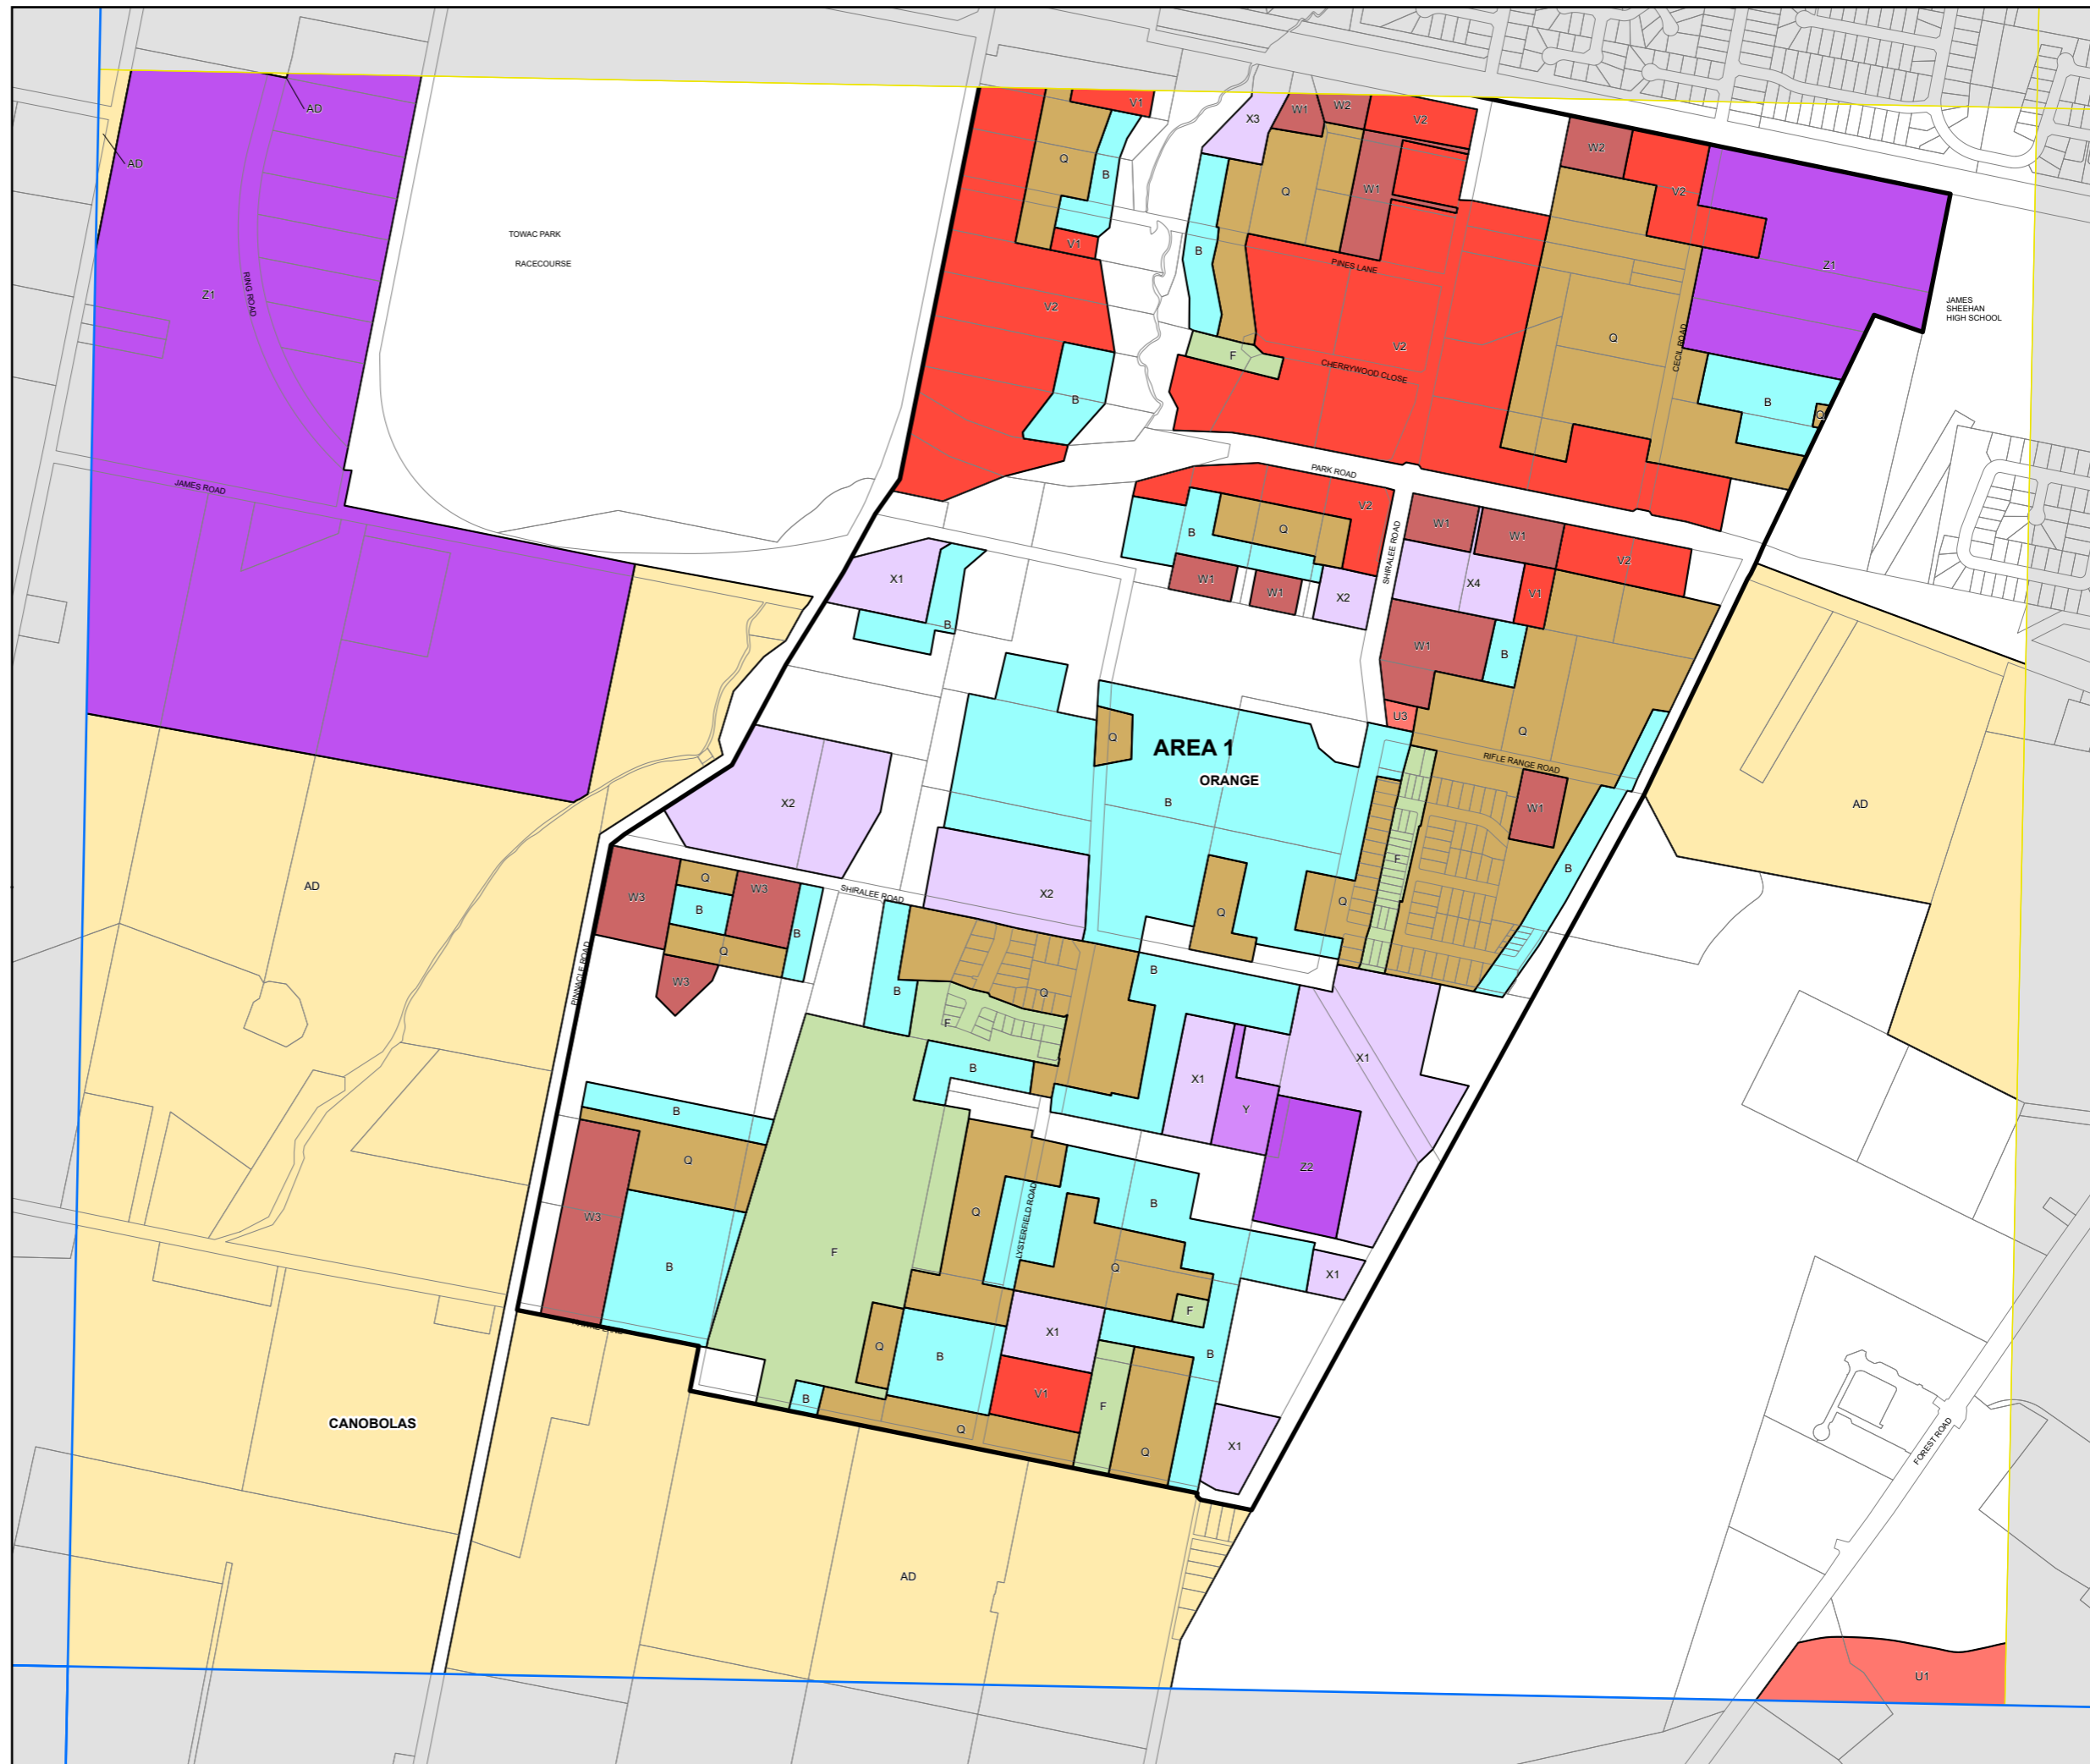 V1
W1
W2
AD
X3
V2
W2
AD
Q
Q
B
W1
V2
TOWAC PARK
RACECOURSE
V1
B
PINES LANE
Z1
Z1
RING ROAD
V2
JAMES
SHEEHAN
HIGH SCHOOL
F
V2
Q
CECIL ROAD
CHERRYWOOD CLOSE
B
B
Q
PARK ROAD
JAMES ROAD
V2
W1
Q
B
W1
V2
SHIRALEE ROAD
X1
W1
W1
X2
X4
V1
B
W1
B
U3
Q
AREA 1
Q
ORANGE
RIFLE RANGE ROAD
X2
B
W1
AD
F
B
AD
W3
Q
W3
SHIRALEE ROAD
X2
Q
Q
B
B
Q
PINNACLE ROAD
W3
B
B
Q
F
X1
B
X1
B
Y
Q
Z2
W3
Q
B
LYSTERFIELD ROAD
F
B
Q
X1
F
X1
Q
B
B
V1
B
F
CANOBOLAS
Q
Q
X1
FOREST ROAD
AD
U1